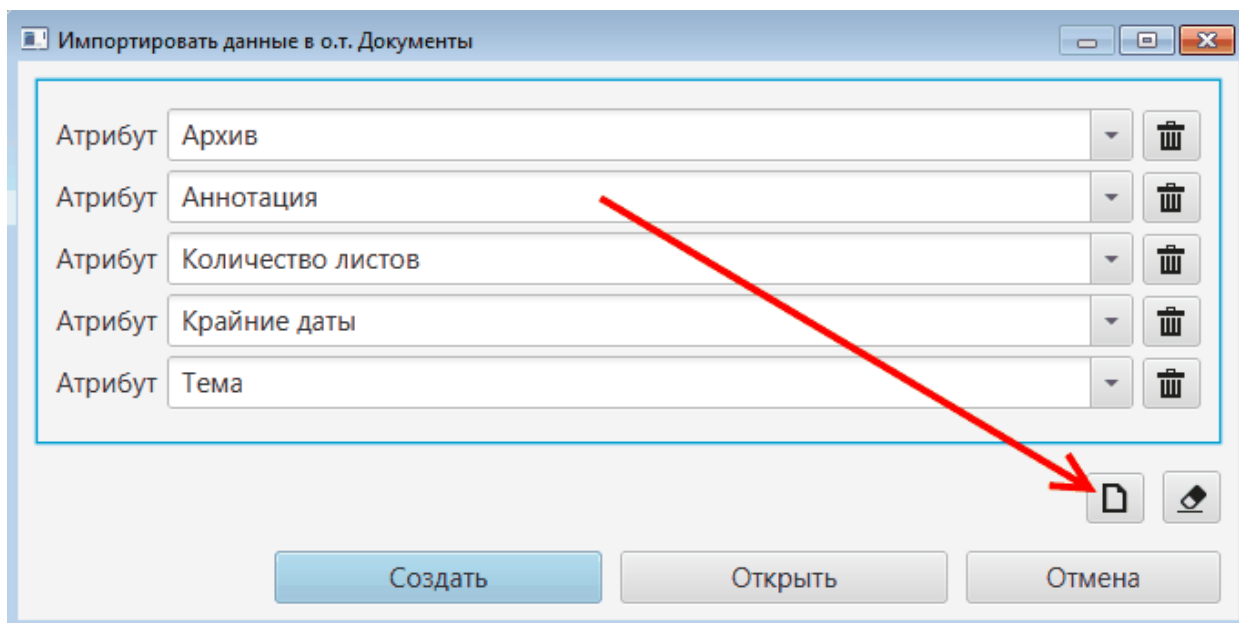 Импортировать данные в о.т. Документы
Атрибут Архив
Атрибут Аннотация
Атрибут Количество листов
Атрибут Крайние даты
Атрибут Тема
Создать Открыть Отмена